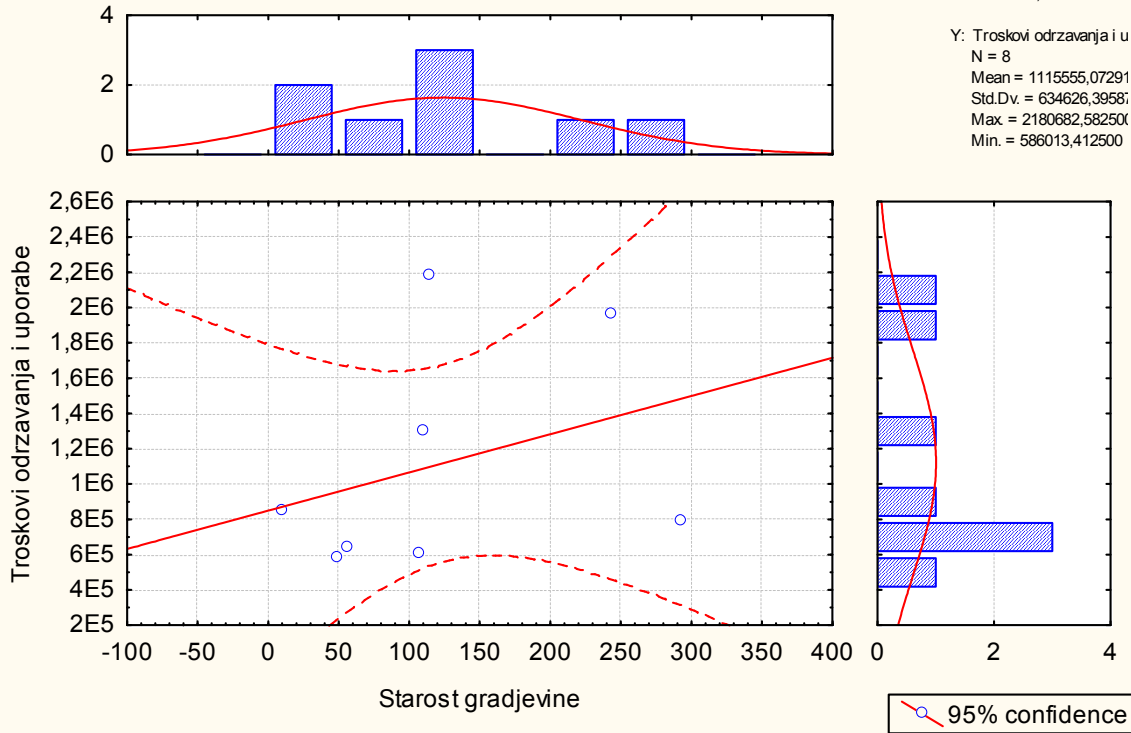 4
2
0
Y: Troskovi odrzavanja i u
N = 8
Mean = 1115555,07291
Std.Dv. = 634626,39587
Max. = 2180682,582500
Min. = 586013,412500
2,6E6
2,4E6
2,2E6
2E6
1,8E6
1,6E6
1,4E6
1,2E6
1E6
8E5
6E5
4E5
2E5
Troskovi odrzavanja i uporabe
-100 -50 0 50 100 150 200 250 300 350 400
0 2 4
Starost gradjevine
95% confidence